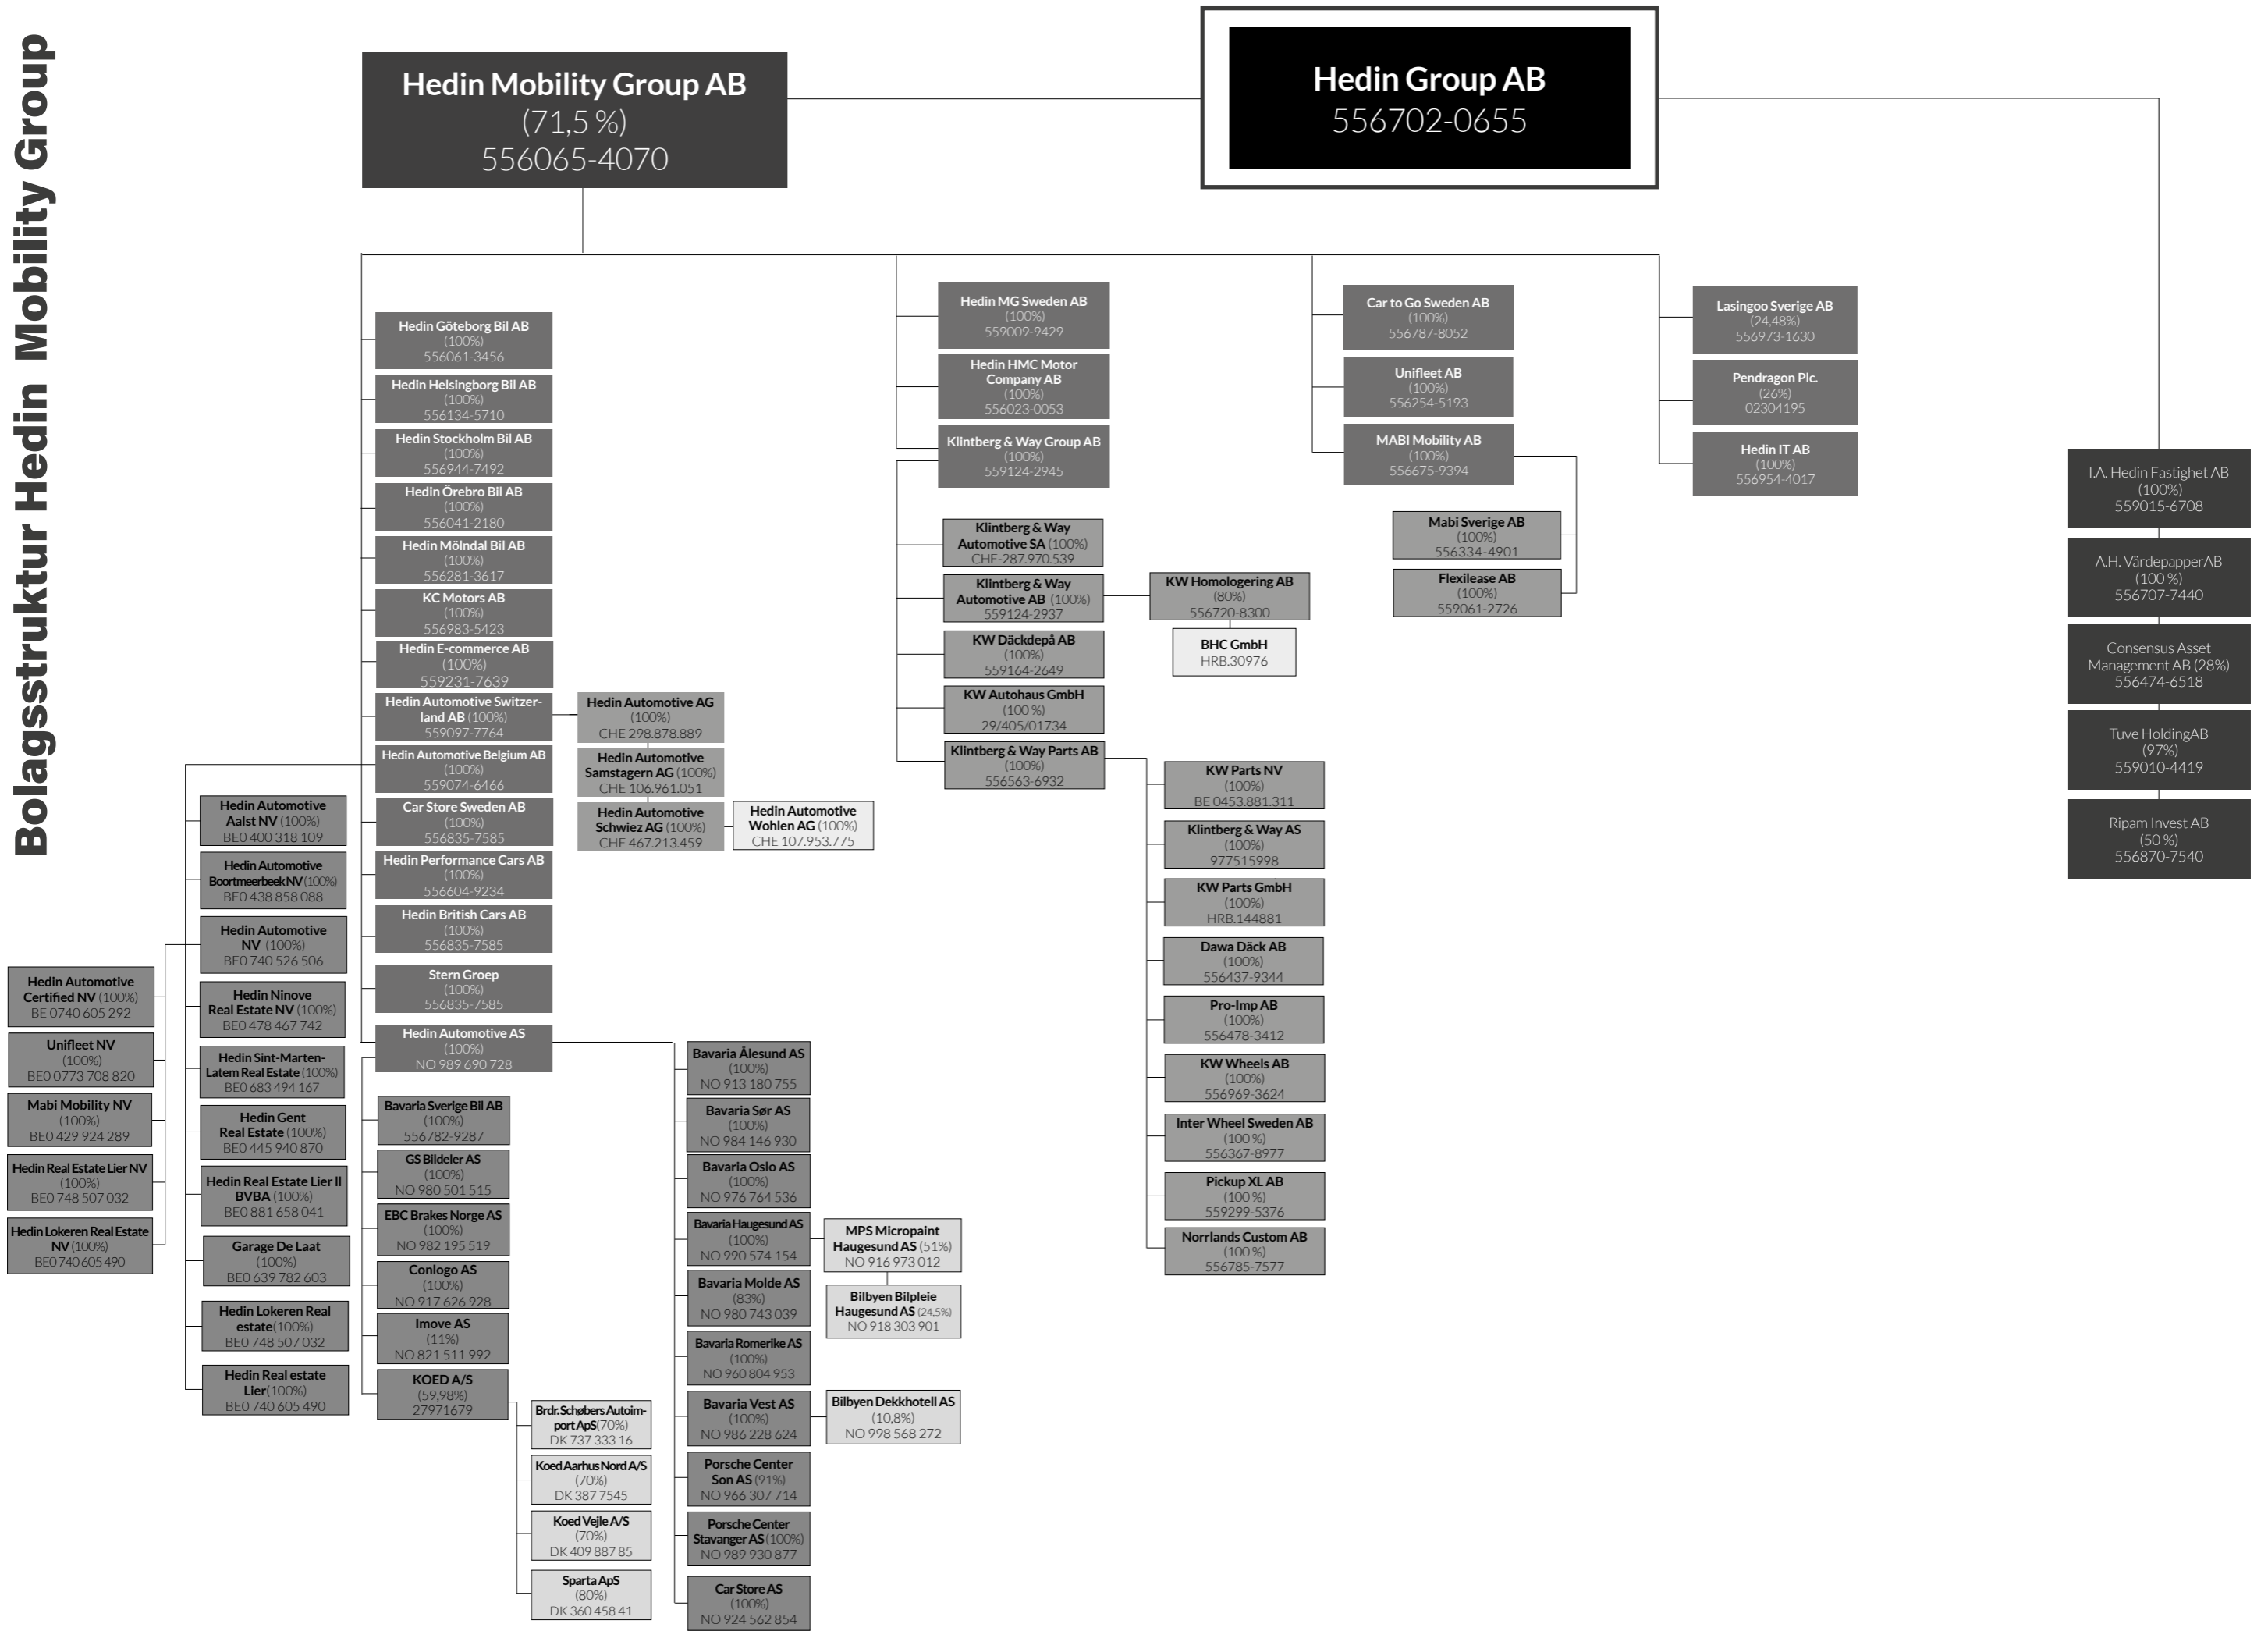 Bolagsstruktur Hedin Mobility Group
Hedin Mobility Group AB
(71,5 %)
556065-4070
Hedin Group AB
556702-0655
Hedin Göteborg Bil AB
(100%)
556061-3456
Hedin Helsingborg Bil AB
(100%)
556134-5710
Hedin Stockholm Bil AB
(100%)
556944-7492
Hedin Örebro Bil AB
(100%)
556041-2180
Hedin Mölndal Bil AB
(100%)
556281-3617
KC Motors AB
(100%)
556983-5423
Hedin E-commerce AB
(100%)
559231-7639
Hedin Automotive Switzer-
land AB (100%)
559097-7764
Hedin Automotive Belgium AB
(100%)
559074-6466
Car Store Sweden AB
(100%)
556835-7585
Hedin Performance Cars AB
(100%)
556604-9234
Hedin British Cars AB
(100%)
556835-7585
Stern Groep
(100%)
556835-7585
Hedin Automotive AS
(100%)
NO 989 690 728
Hedin Automotive AG
(100%)
CHE 298.878.889
Hedin Automotive
Samstagern AG (100%)
CHE 106.961.051
Hedin Automotive
Schwiez AG (100%)
CHE 467.213.459
Hedin Automotive
Wohlen AG (100%)
CHE 107.953.775
Hedin Automotive
Aalst NV (100%)
BE0 400 318 109
Hedin Automotive
Boortmeerbeek NV (100%)
BE0 438 858 088
Hedin Automotive
NV (100%)
BE0 740 526 506
Hedin Ninove
Real Estate NV (100%)
BE0 478 467 742
Hedin Sint-Marten-
Latem Real Estate (100%)
BE0 683 494 167
Hedin Gent
Real Estate (100%)
BE0 445 940 870
Hedin Real Estate Lier II
BVBA (100%)
BE0 881 658 041
Garage De Laat
(100%)
BE0 639 782 603
Hedin Lokeren Real
estate(100%)
BE0 748 507 032
Hedin Real estate
Lier(100%)
BE0 740 605 490
Hedin Automotive
Certified NV (100%)
BE 0740 605 292
Unifleet NV
(100%)
BE0 0773 708 820
Mabi Mobility NV
(100%)
BE0 429 924 289
Hedin Real Estate Lier NV
(100%)
BE0 748 507 032
Hedin Lokeren Real Estate
NV (100%)
BE0 740 605 490
Bavaria Sverige Bil AB
(100%)
556782-9287
GS Bildeler AS
(100%)
NO 980 501 515
EBC Brakes Norge AS
(100%)
NO 982 195 519
Conlogo AS
(100%)
NO 917 626 928
Imove AS
(11%)
NO 821 511 992
KOED A/S
(59,98%)
27971679
Brdr. Schøbers Autoim-
port ApS(70%)
DK 737 333 16
Koed Aarhus Nord A/S
(70%)
DK 387 7545
Koed Vejle A/S
(70%)
DK 409 887 85
Sparta ApS
(80%)
DK 360 458 41
Bavaria Ålesund AS
(100%)
NO 913 180 755
Bavaria Sør AS
(100%)
NO 984 146 930
Bavaria Oslo AS
(100%)
NO 976 764 536
Bavaria Haugesund AS
(100%)
NO 990 574 154
Bavaria Molde AS
(83%)
NO 980 743 039
Bavaria Romerike AS
(100%)
NO 960 804 953
Bavaria Vest AS
(100%)
NO 986 228 624
Porsche Center
Son AS (91%)
NO 966 307 714
Porsche Center
Stavanger AS (100%)
NO 989 930 877
Car Store AS
(100%)
NO 924 562 854
MPS Micropaint
Haugesund AS (51%)
NO 916 973 012
Bilbyen Bilpleie
Haugesund AS (24,5%)
NO 918 303 901
Bilbyen Dekkhotell AS
(10,8%)
NO 998 568 272
Hedin MG Sweden AB
(100%)
559009-9429
Hedin HMC Motor
Company AB
(100%)
556023-0053
Klintberg & Way Group AB
(100%)
559124-2945
Klintberg & Way
Automotive SA (100%)
CHE-287.970.539
Klintberg & Way
Automotive AB (100%)
559124-2937
KW Däckdepå AB
(100%)
559164-2649
KW Autohaus GmbH
(100 %)
29/405/01734
Klintberg & Way Parts AB
(100%)
556563-6932
KW Homologering AB
(80%)
556720-8300
BHC GmbH
HRB.30976
KW Parts NV
(100%)
BE 0453.881.311
Klintberg & Way AS
(100%)
977515998
KW Parts GmbH
(100%)
HRB.144881
Dawa Däck AB
(100%)
556437-9344
Pro-Imp AB
(100%)
556478-3412
KW Wheels AB
(100%)
556969-3624
Inter Wheel Sweden AB
(100 %)
556367-8977
Pickup XL AB
(100 %)
559299-5376
Norrlands Custom AB
(100 %)
556785-7577
Car to Go Sweden AB
(100%)
556787-8052
Unifleet AB
(100%)
556254-5193
MABI Mobility AB
(100%)
556675-9394
Mabi Sverige AB
(100%)
556334-4901
Flexilease AB
(100%)
559061-2726
Lasingoo Sverige AB
(24,48%)
556973-1630
Pendragon Plc.
(26%)
02304195
Hedin IT AB
(100%)
556954-4017
I.A. Hedin Fastighet AB
(100%)
559015-6708
A.H. VärdepapperAB
(100 %)
556707-7440
Consensus Asset
Management AB (28%)
556474-6518
Tuve HoldingAB
(97%)
559010-4419
Ripam Invest AB
(50 %)
556870-7540